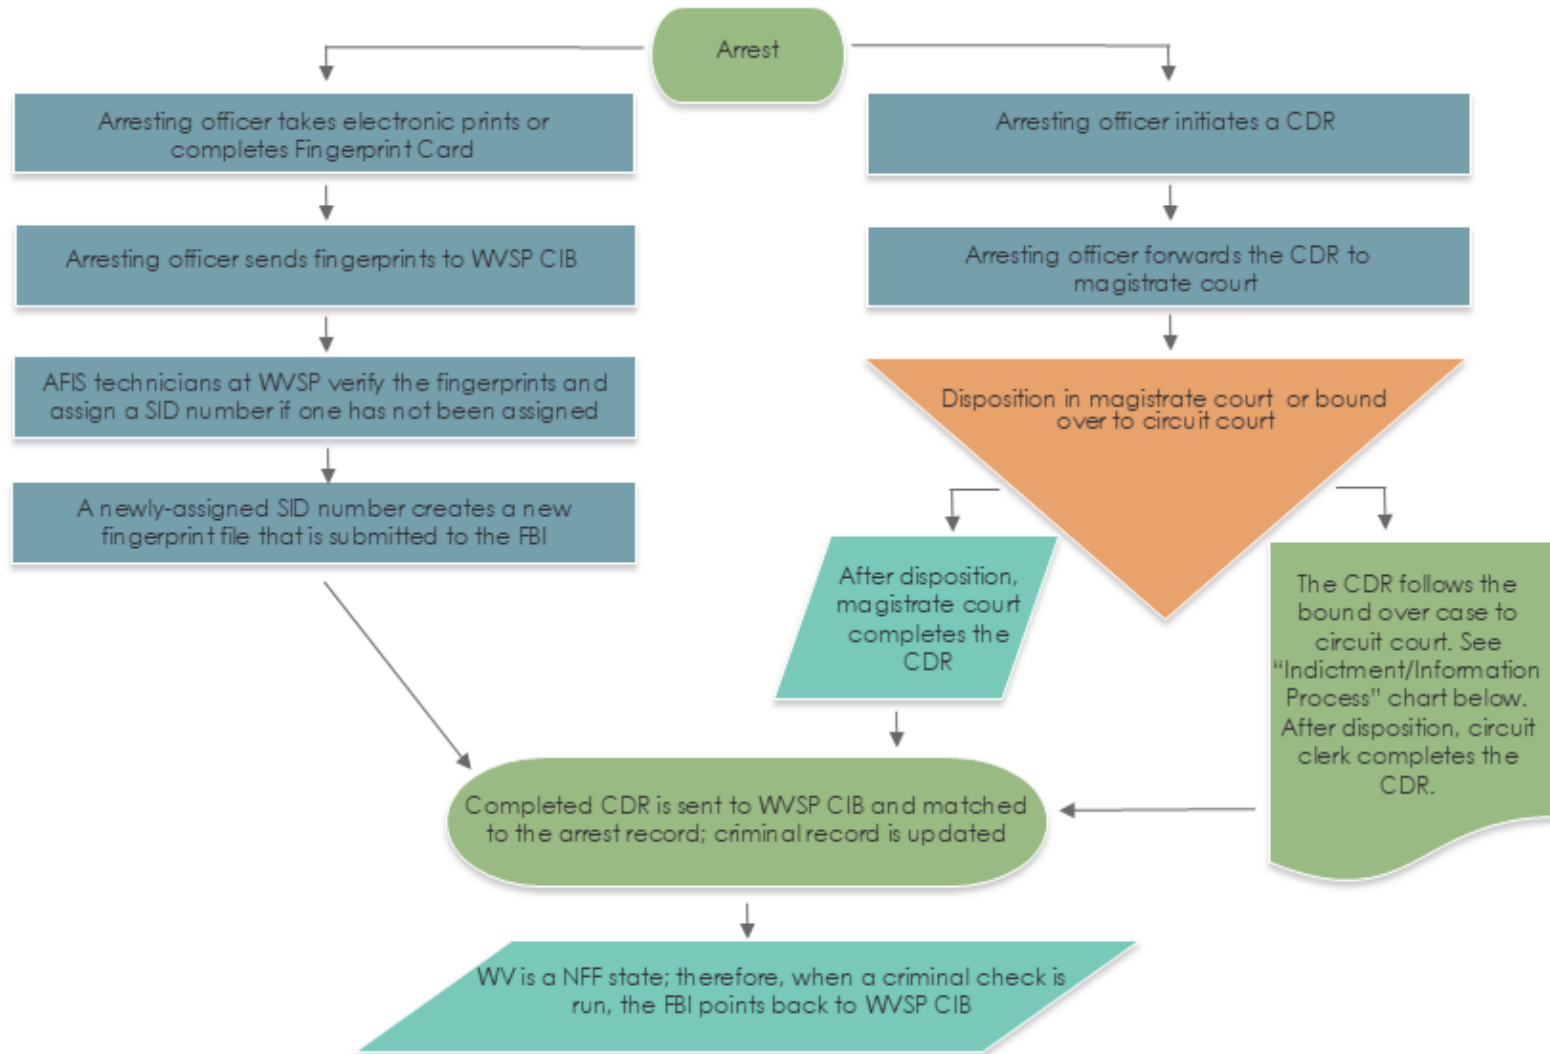 Arrest
Arresting officer takes electronic prints or
completes Fingerprint Card
Arresting officer sends fingerprints to WVSP CIB
AFIS technicians at WVSP verify the fingerprints and
assign a SID number if one has not been assigned
A newly-assigned SID number creates a new
fingerprint file that is submitted to the FBI
Arresting officer initiates a CDR
Arresting officer forwards the CDR to
magistrate court
Disposition in magistrate court or bound
over to circuit court
After disposition,
magistrate court
completes the
CDR
The CDR follows the
bound over case to
circuit court. See
"Indictment/Information
Process" chart below.
After disposition, circuit
clerk completes the
CDR.
Completed CDR is sent to WVSP CIB and matched
to the arrest record; criminal record is updated
WV is a NFF state; therefore, when a criminal check is
run, the FBI points back to WVSP CIB